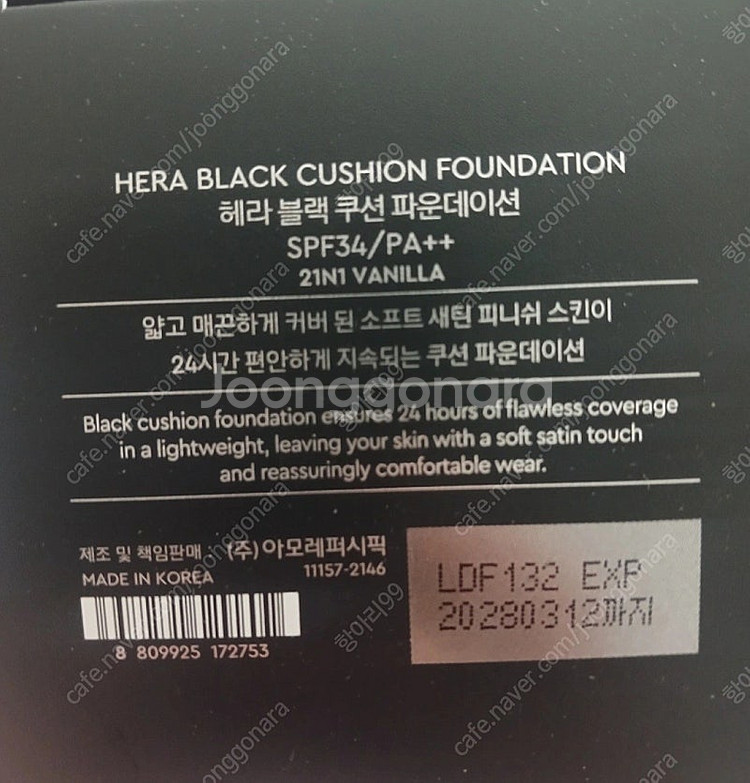 HERA BLACK CUSHION FOUNDATION
헤라 블랙 쿠션 파운데이션
SPF34/PA++
21N1 VANILLA
얇고 매끈하게 커버 된 소프트 새틴 피니쉬 스킨이
24시간 편안하게 지속되는 쿠션 파운데이션
Joonggonara
Black cushion foundation ensures 24 hours of flawless coverage
in a lightweight, leaving your skin with a soft satin touch
and reassuringly comfortable wear.
제조 및 책임판매 : (주)아모레퍼시픽
MADE IN KOREA
11157-2146
8 809925 172753
LDF132 EXP
20280312까지
cafe.naver.com/joonggonara
항아리99